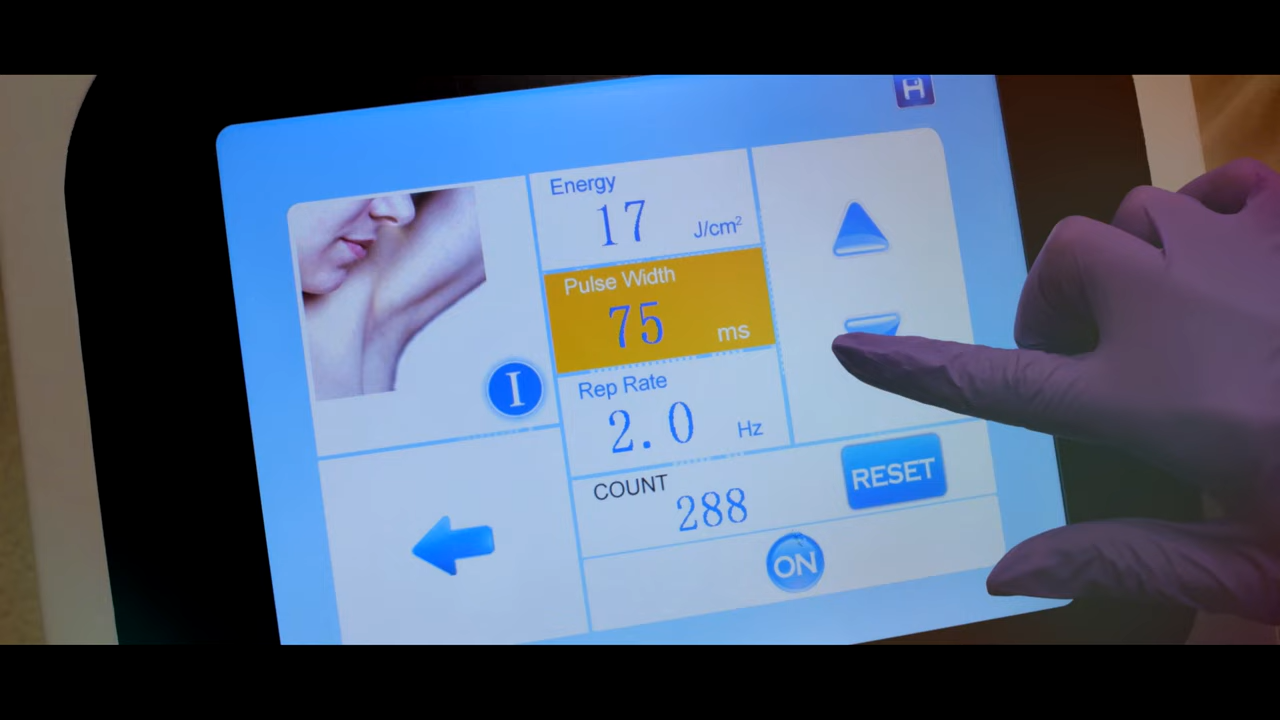 Energy
17 J/cm²
Pulse Width
75 ms
Rep Rate
2.0 Hz
I
COUNT
288
RESET
ON